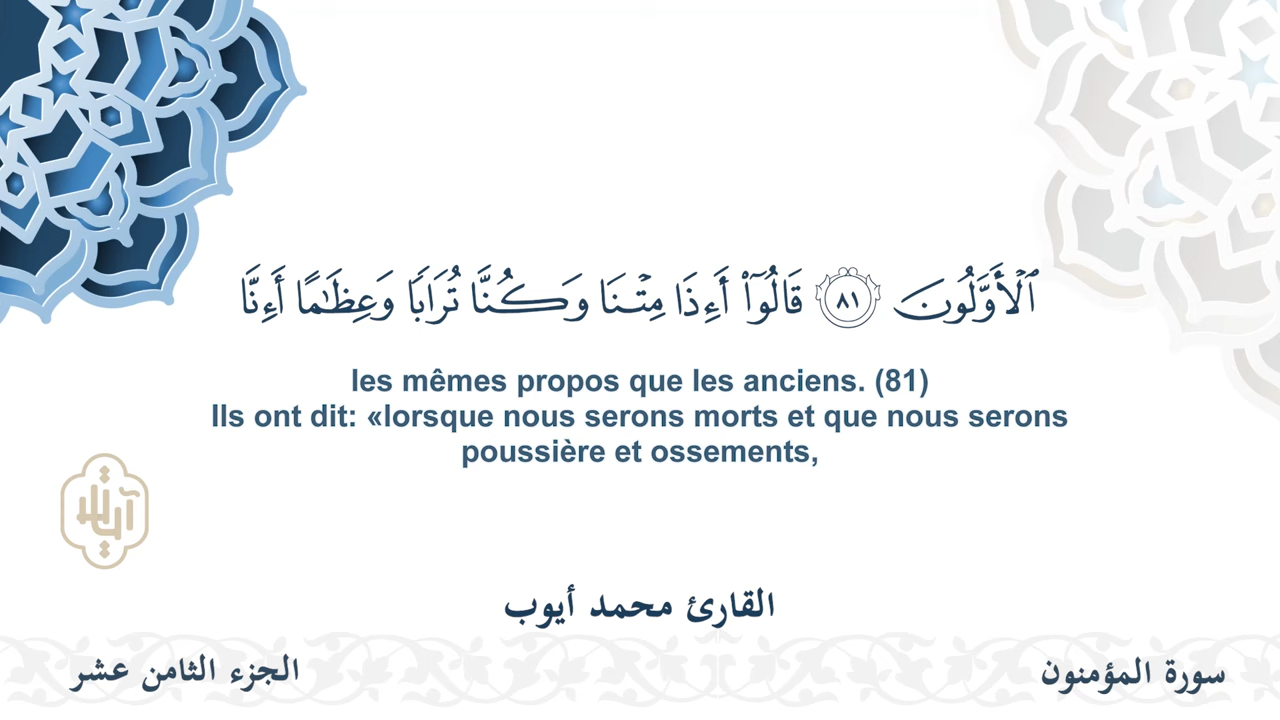 ٱلْأَوَّلُونَ ٨١ قَالُوٓا۟ أَءِذَا مِتْنَا وَكُنَّا تُرَابًا وَعِظَٰمًا أَءِنَّا
les mêmes propos que les anciens. (81)
Ils ont dit: «lorsque nous serons morts et que nous serons
poussière et ossements,
آيات
القارئ محمد أيوب
الجزء الثامن عشر
سورة المؤمنون